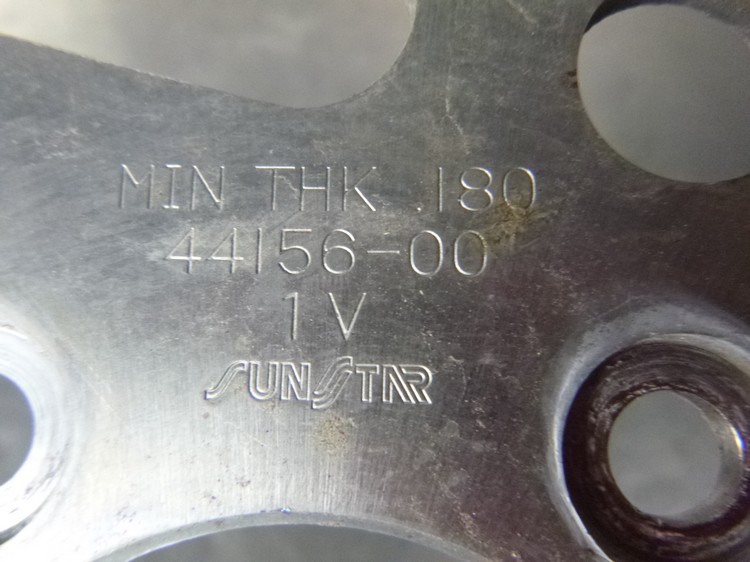 MIN THK .180
44156-00
1V
SUNSTAR